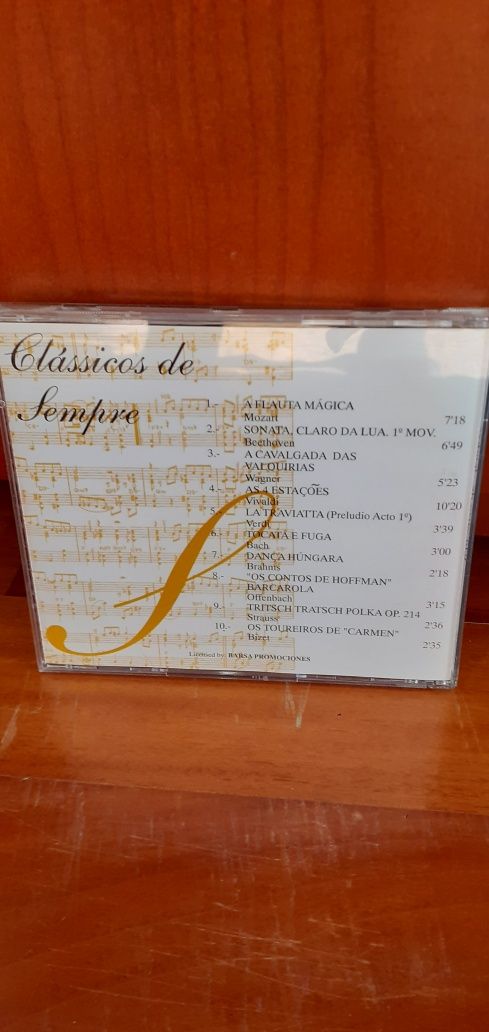 Clássicos de
Sempre
1.- A FLAUTA MÁGICA
Mozart 7'18
2.- SONATA, CLARO DA LUA. 1º MOV.
Beethoven 6'49
3.- A CAVALGADA DAS
VALQUIRIAS
Wagner 5'23
4.- AS 4 ESTAÇÕES
Vivaldi 10'20
5.- LA TRAVIATTA (Preludio Acto 1º)
Verdi 3'39
6.- TOCATA E FUGA
Bach 3'00
7.- DANÇA HÚNGARA
Brahms 2'18
8.- "OS CONTOS DE HOFFMAN"
BARCAROLA
Offenbach 3'15
9.- TRITSCH TRATSCH POLKA OP. 214
Strauss 2'36
10.- OS TOUREIROS DE "CARMEN"
Bizet 2'35
Licensed by: BARSA PROMOCIONES